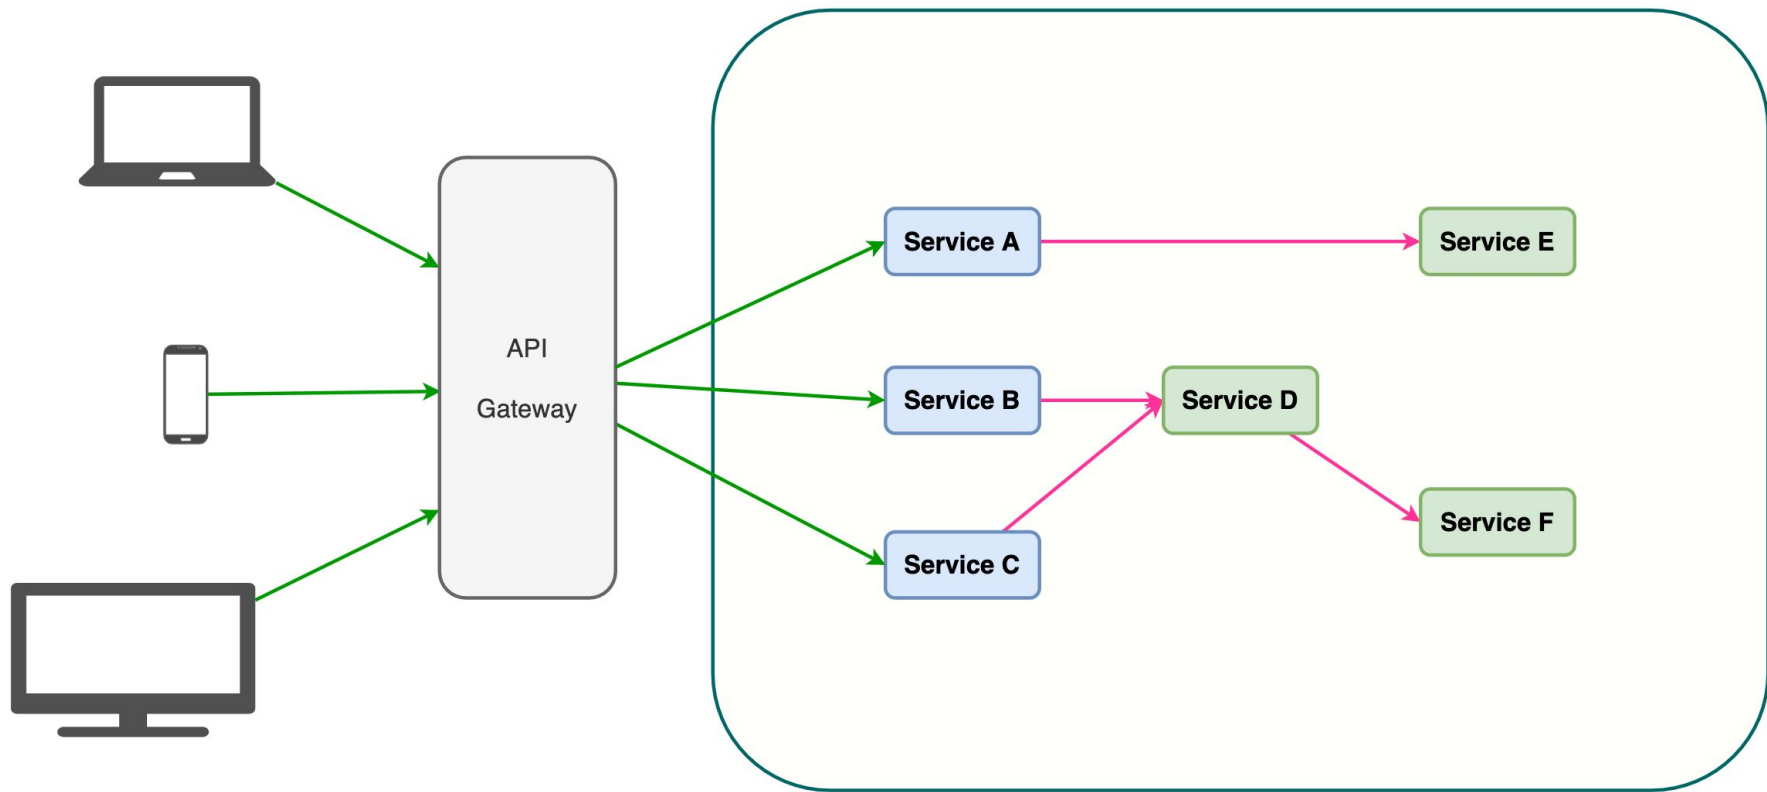 API
Gateway
Service A
Service E
Service B
Service D
Service F
Service C